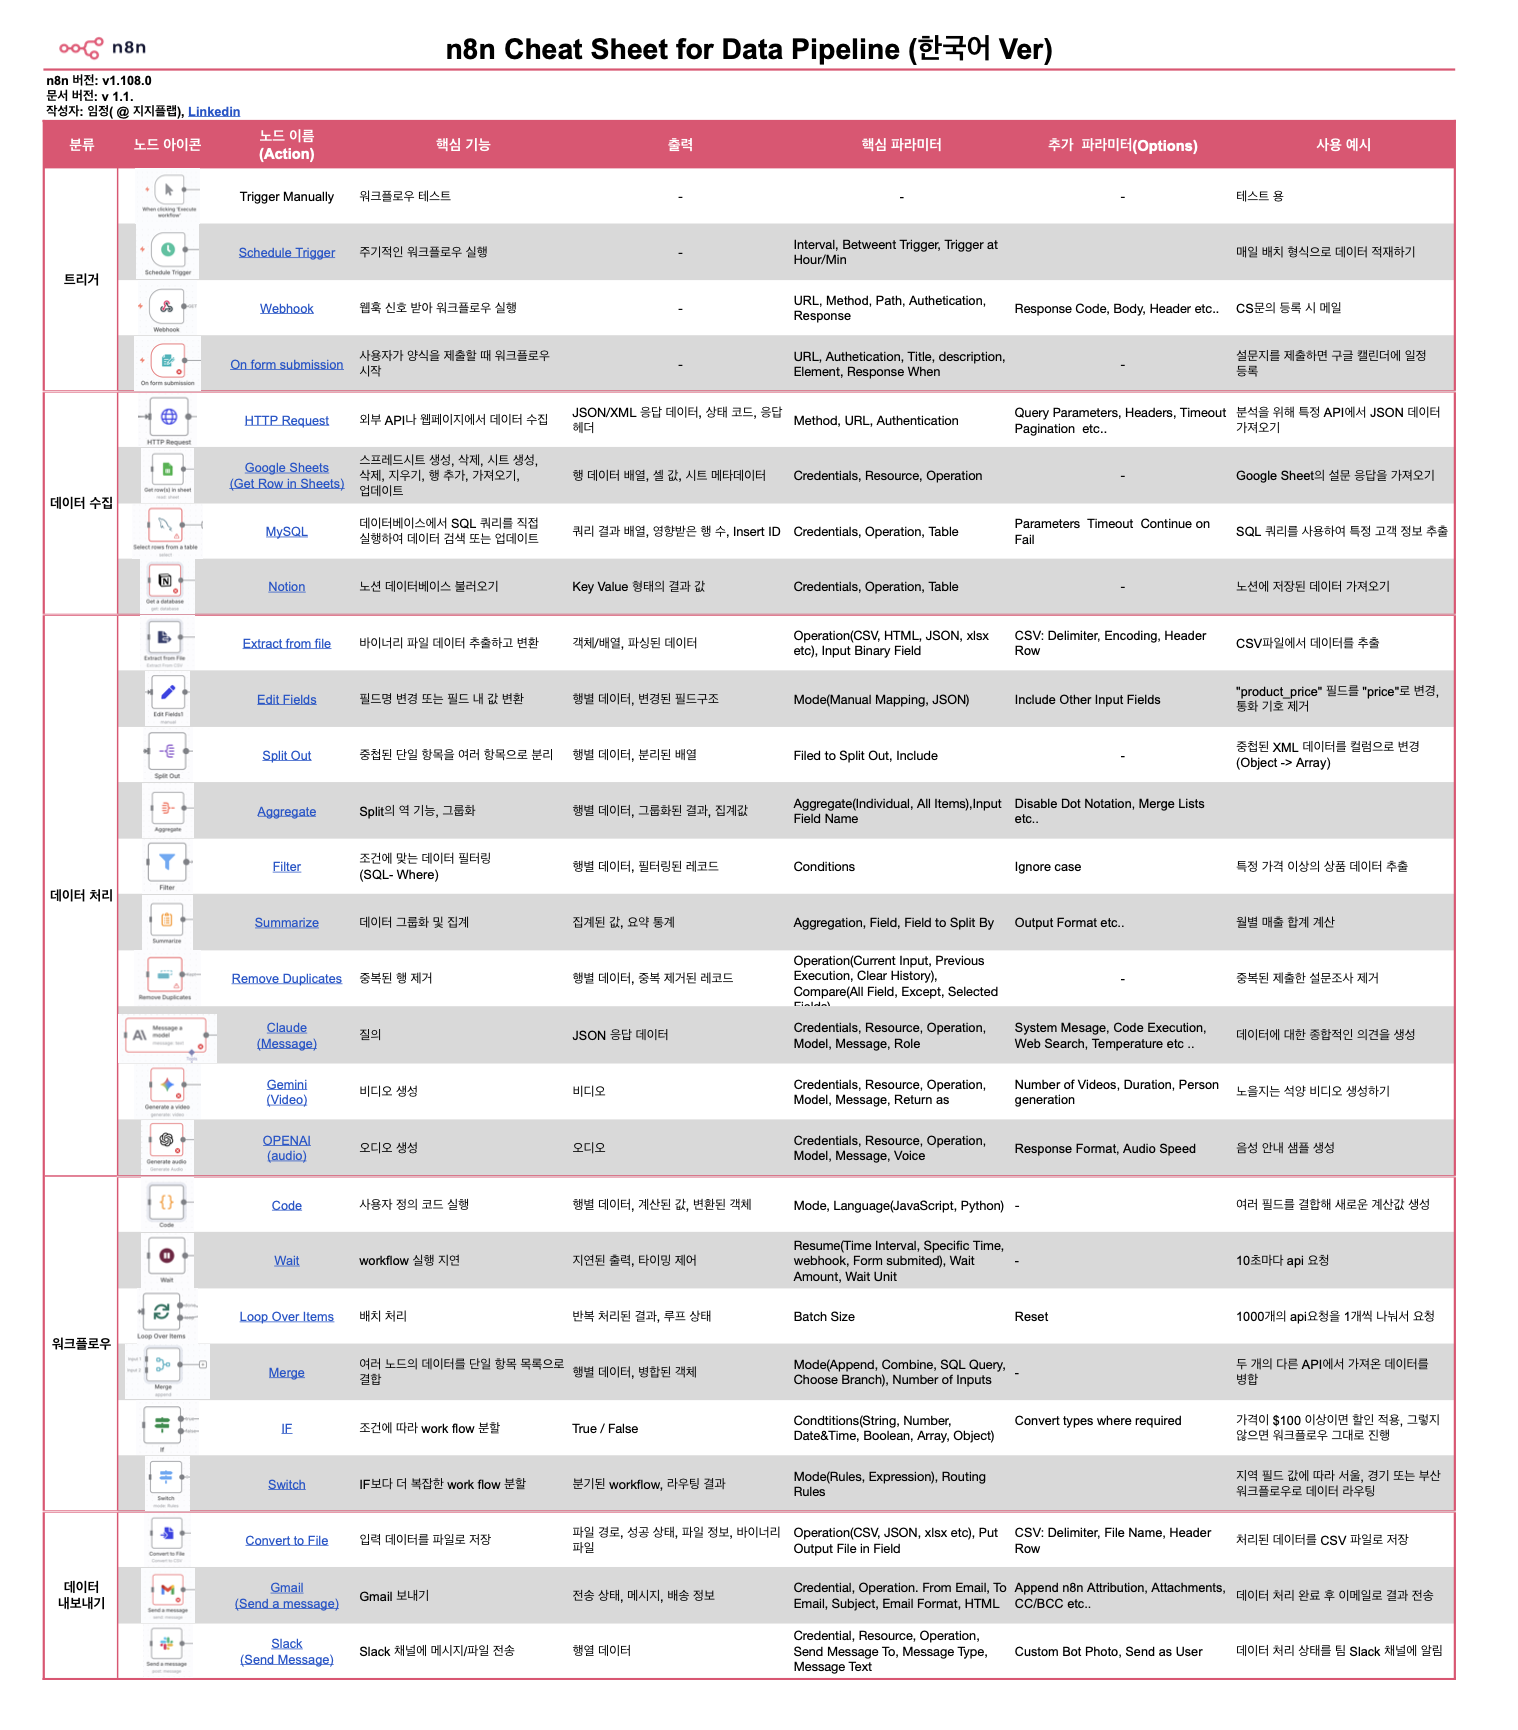 n8n
n8n Cheat Sheet for Data Pipeline (한국어 Ver)
n8n 버전: v1.108.0
문서 버전: v 1.1.
작성자: 임정( @ 지지플랩), Linkedin
분류 노드 아이콘 노드 이름 (Action) 핵심 기능 출력 핵심 파라미터 추가 파라미터(Options) 사용 예시
트리거
When clicking 'Execute workflow' Trigger Manually 워크플로우 테스트 - - - 테스트 용
Schedule Trigger Schedule Trigger 주기적인 워크플로우 실행 - Interval, Betweent Trigger, Trigger at Hour/Min 매일 배치 형식으로 데이터 적재하기
Webhook Webhook 웹훅 신호 받아 워크플로우 실행 - URL, Method, Path, Authetication, Response Response Code, Body, Header etc.. CS문의 등록 시 메일
On form submission On form submission 사용자가 양식을 제출할 때 워크플로우 시작 - URL, Authetication, Title, description, Element, Response When - 설문지를 제출하면 구글 캘린더에 일정 등록
데이터 수집
HTTP Request HTTP Request 외부 API나 웹페이지에서 데이터 수집 JSON/XML 응답 데이터, 상태 코드, 응답 헤더 Method, URL, Authentication Query Parameters, Headers, Timeout Pagination etc.. 분석을 위해 특정 API에서 JSON 데이터 가져오기
Get row(s) in sheet Google Sheets (Get Row in Sheets) 스프레드시트 생성, 삭제, 시트 생성, 삭제, 지우기, 행 추가, 가져오기, 업데이트 행 데이터 배열, 셀 값, 시트 메타데이터 Credentials, Resource, Operation - Google Sheet의 설문 응답을 가져오기
Select rows from a table select MySQL 데이터베이스에서 SQL 쿼리를 직접 실행하여 데이터 검색 또는 업데이트 쿼리 결과 배열, 영향받은 행 수, Insert ID Credentials, Operation, Table Parameters Timeout Continue on Fail SQL 쿼리를 사용하여 특정 고객 정보 추출
Get a database Notion 노션 데이터베이스 불러오기 Key Value 형태의 결과 값 Credentials, Operation, Table - 노션에 저장된 데이터 가져오기
데이터 처리
Extract from File Extract from file 바이너리 파일 데이터 추출하고 변환 객체/배열, 파싱된 데이터 Operation(CSV, HTML, JSON, xlsx etc), Input Binary Field CSV: Delimiter, Encoding, Header Row CSV파일에서 데이터를 추출
Edit Fields1 manual Edit Fields 필드명 변경 또는 필드 내 값 변환 행별 데이터, 변경된 필드구조 Mode(Manual Mapping, JSON) Include Other Input Fields "product_price" 필드를 "price"로 변경, 통화 기호 제거
Split Out Split Out 중첩된 단일 항목을 여러 항목으로 분리 행별 데이터, 분리된 배열 Filed to Split Out, Include - 중첩된 XML 데이터를 컬럼으로 변경 (Object -> Array)
Aggregate Aggregate Split의 역 기능, 그룹화 행별 데이터, 그룹화된 결과, 집계값 Aggregate(Individual, All Items),Input Field Name Disable Dot Notation, Merge Lists etc..
Filter Filter 조건에 맞는 데이터 필터링 (SQL- Where) 행별 데이터, 필터링된 레코드 Conditions Ignore case 특정 가격 이상의 상품 데이터 추출
Summarize Summarize 데이터 그룹화 및 집계 집계된 값, 요약 통계 Aggregation, Field, Field to Split By Output Format etc.. 월별 매출 합계 계산
Remove Duplicates Remove Duplicates 중복된 행 제거 행별 데이터, 중복 제거된 레코드 Operation(Current Input, Previous Execution, Clear History), Compare(All Field, Except, Selected Fields) - 중복된 제출한 설문조사 제거
Message a model Claude (Message) 질의 JSON 응답 데이터 Credentials, Resource, Operation, Model, Message, Role System Mesage, Code Execution, Web Search, Temperature etc .. 데이터에 대한 종합적인 의견을 생성
Generate a video Gemini (Video) 비디오 생성 비디오 Credentials, Resource, Operation, Model, Message, Return as Number of Videos, Duration, Person generation 노을지는 석양 비디오 생성하기
Generate audio OPENAI (audio) 오디오 생성 오디오 Credentials, Resource, Operation, Model, Message, Voice Response Format, Audio Speed 음성 안내 샘플 생성
워크플로우
Code Code 사용자 정의 코드 실행 행별 데이터, 계산된 값, 변환된 객체 Mode, Language(JavaScript, Python) - 여러 필드를 결합해 새로운 계산값 생성
Wait Wait workflow 실행 지연 지연된 출력, 타이밍 제어 Resume(Time Interval, Specific Time, webhook, Form submited), Wait Amount, Wait Unit - 10초마다 api 요청
Loop Over Items Loop Over Items 배치 처리 반복 처리된 결과, 루프 상태 Batch Size Reset 1000개의 api요청을 1개씩 나눠서 요청
Merge append Merge 여러 노드의 데이터를 단일 항목 목록으로 결합 행별 데이터, 병합된 객체 Mode(Append, Combine, SQL Query, Choose Branch), Number of Inputs - 두 개의 다른 API에서 가져온 데이터를 병합
If IF 조건에 따라 work flow 분할 True / False Condtitions(String, Number, Date&Time, Boolean, Array, Object) Convert types where required 가격이 $100 이상이면 할인 적용, 그렇지 않으면 워크플로우 그대로 진행
Switch Switch IF보다 더 복잡한 work flow 분할 분기된 workflow, 라우팅 결과 Mode(Rules, Expression), Routing Rules 지역 필드 값에 따라 서울, 경기 또는 부산 워크플로우로 데이터 라우팅
데이터 내보내기
Convert to File Convert to File 입력 데이터를 파일로 저장 파일 경로, 성공 상태, 파일 정보, 바이너리 파일 Operation(CSV, JSON, xlsx etc), Put Output File in Field CSV: Delimiter, File Name, Header Row 처리된 데이터를 CSV 파일로 저장
Send a message Gmail (Send a message) Gmail 보내기 전송 상태, 메시지, 배송 정보 Credential, Operation. From Email, To Email, Subject, Email Format, HTML Append n8n Attribution, Attachments, CC/BCC etc.. 데이터 처리 완료 후 이메일로 결과 전송
Send a message Slack (Send Message) Slack 채널에 메시지/파일 전송 행열 데이터 Credential, Resource, Operation, Send Message To, Message Type, Message Text Custom Bot Photo, Send as User 데이터 처리 상태를 팀 Slack 채널에 알림